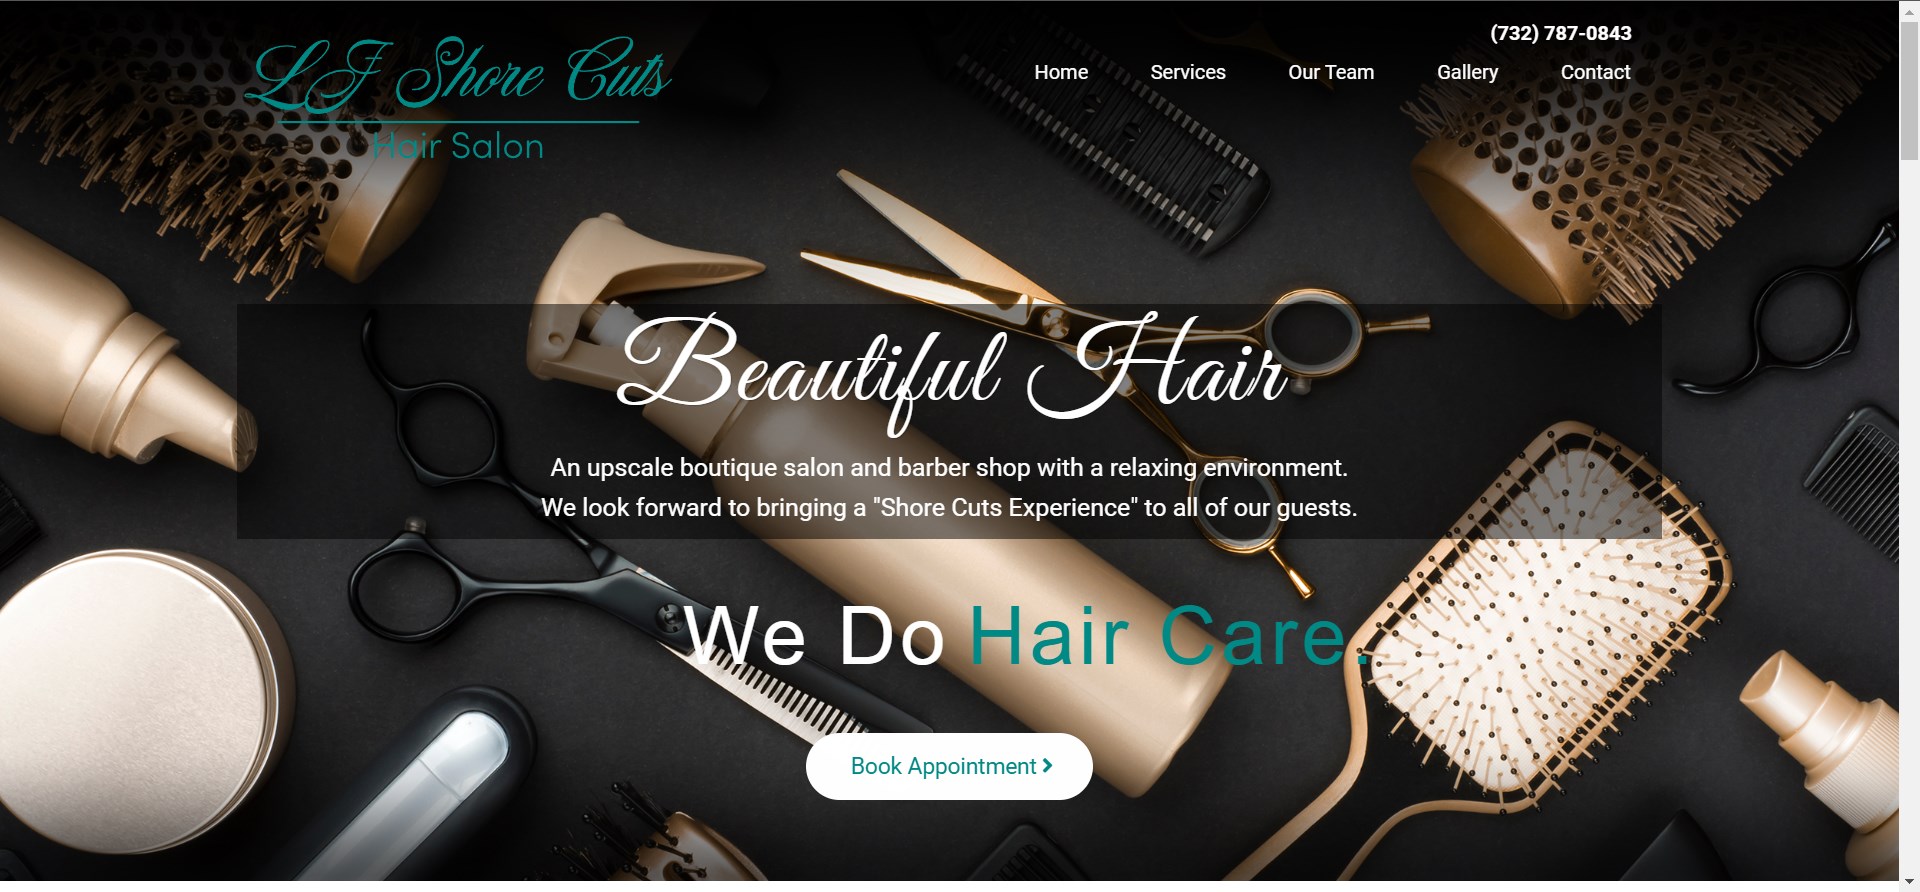 LJ Shore Cuts
Hair Salon
(732) 787-0843
Home Services Our Team Gallery Contact
Beautiful Hair
An upscale boutique salon and barber shop with a relaxing environment.
We look forward to bringing a "Shore Cuts Experience" to all of our guests.
We Do Hair Care.
Book Appointment